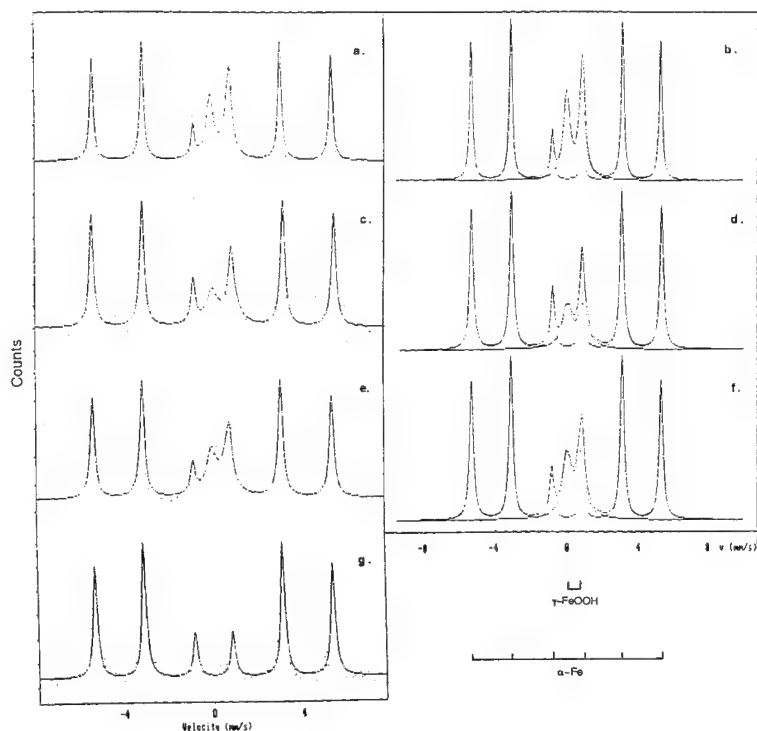 a.
b.
c.
d.
Counts
e.
f.
-8 -4 0 4 8 v (mm/s)
γ-FeOOH
g.
α-Fe
-4 0 4
Velocity (mm/s)